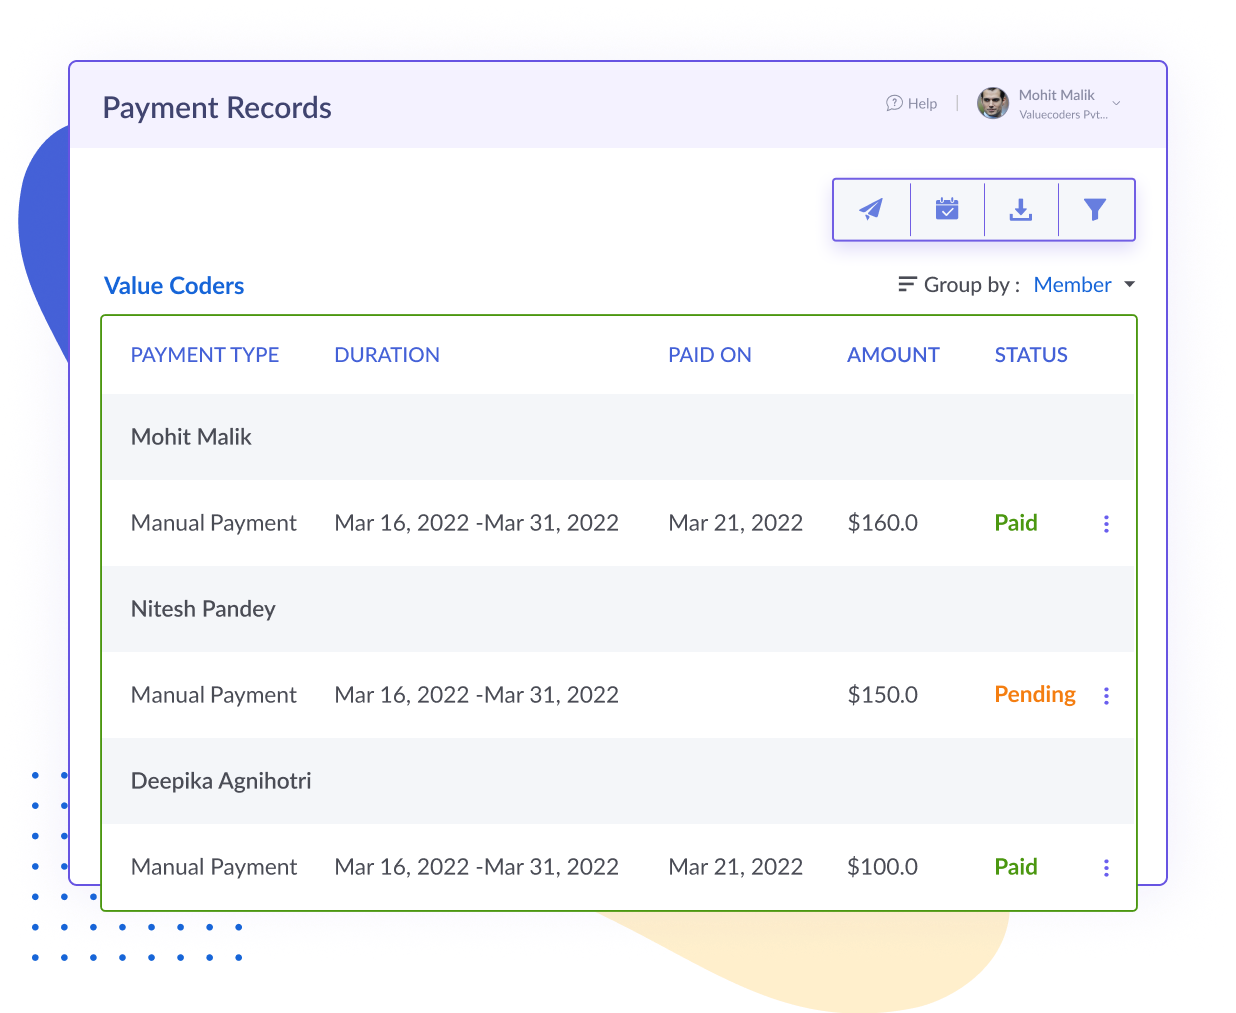 Payment Records
Help
Mohit Malik
Valuecoders Pvt...
Value Coders
Group by : Member
PAYMENT TYPE DURATION PAID ON AMOUNT STATUS
Mohit Malik
Manual Payment Mar 16, 2022 -Mar 31, 2022 Mar 21, 2022 $160.0 Paid
Nitesh Pandey
Manual Payment Mar 16, 2022 -Mar 31, 2022 $150.0 Pending
Deepika Agnihotri
Manual Payment Mar 16, 2022 -Mar 31, 2022 Mar 21, 2022 $100.0 Paid